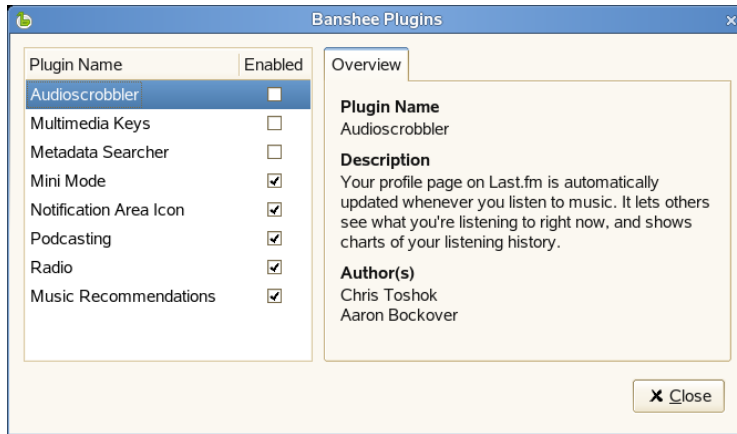 Banshee Plugins
Plugin Name Enabled
Audioscrobbler
Multimedia Keys
Metadata Searcher
Mini Mode
Notification Area Icon
Podcasting
Radio
Music Recommendations
Overview
Plugin Name
Audioscrobbler
Description
Your profile page on Last.fm is automatically
updated whenever you listen to music. It lets others
see what you're listening to right now, and shows
charts of your listening history.
Author(s)
Chris Toshok
Aaron Bockover
Close